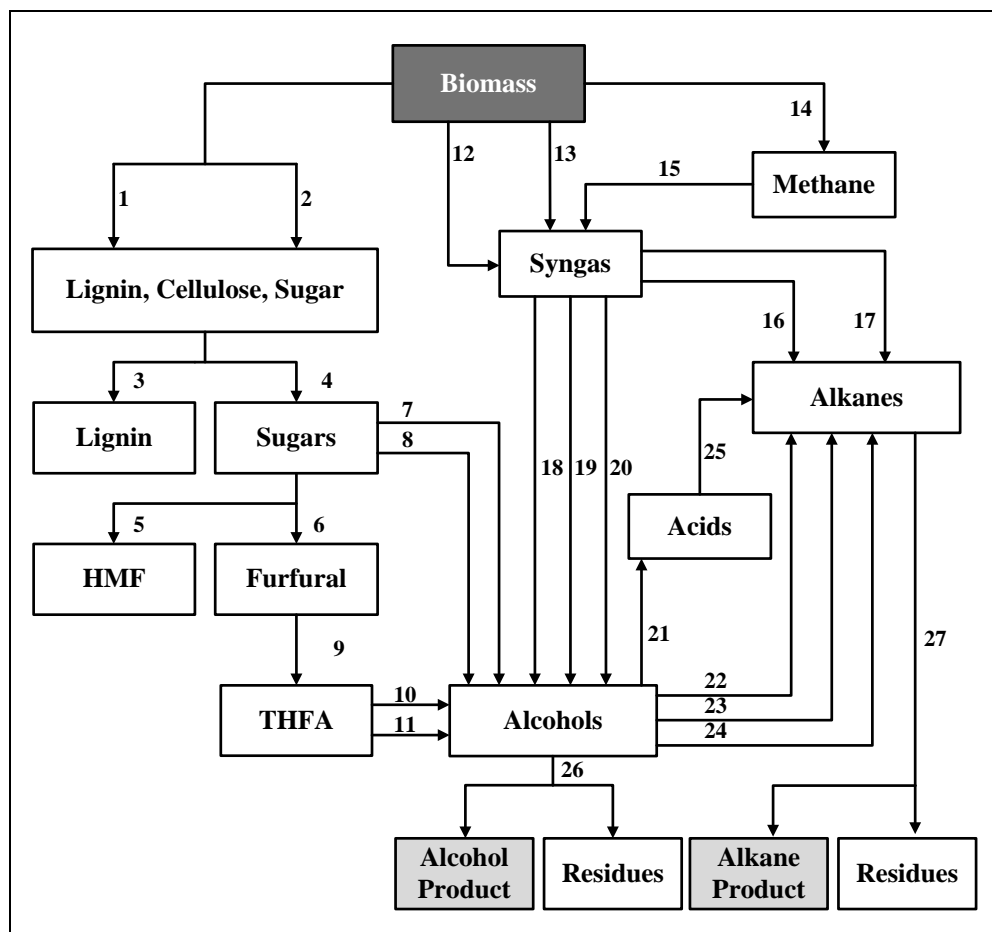 Biomass
14
12
13
15
Methane
1
2
Syngas
Lignin, Cellulose, Sugar
16
17
3
4
7
Alkanes
Lignin
Sugars
8
18
19
20
25
5
6
Acids
HMF
Furfural
21
27
9
22
10
THFA
Alcohols
23
11
24
26
Alcohol
Product
Residues
Alkane
Product
Residues